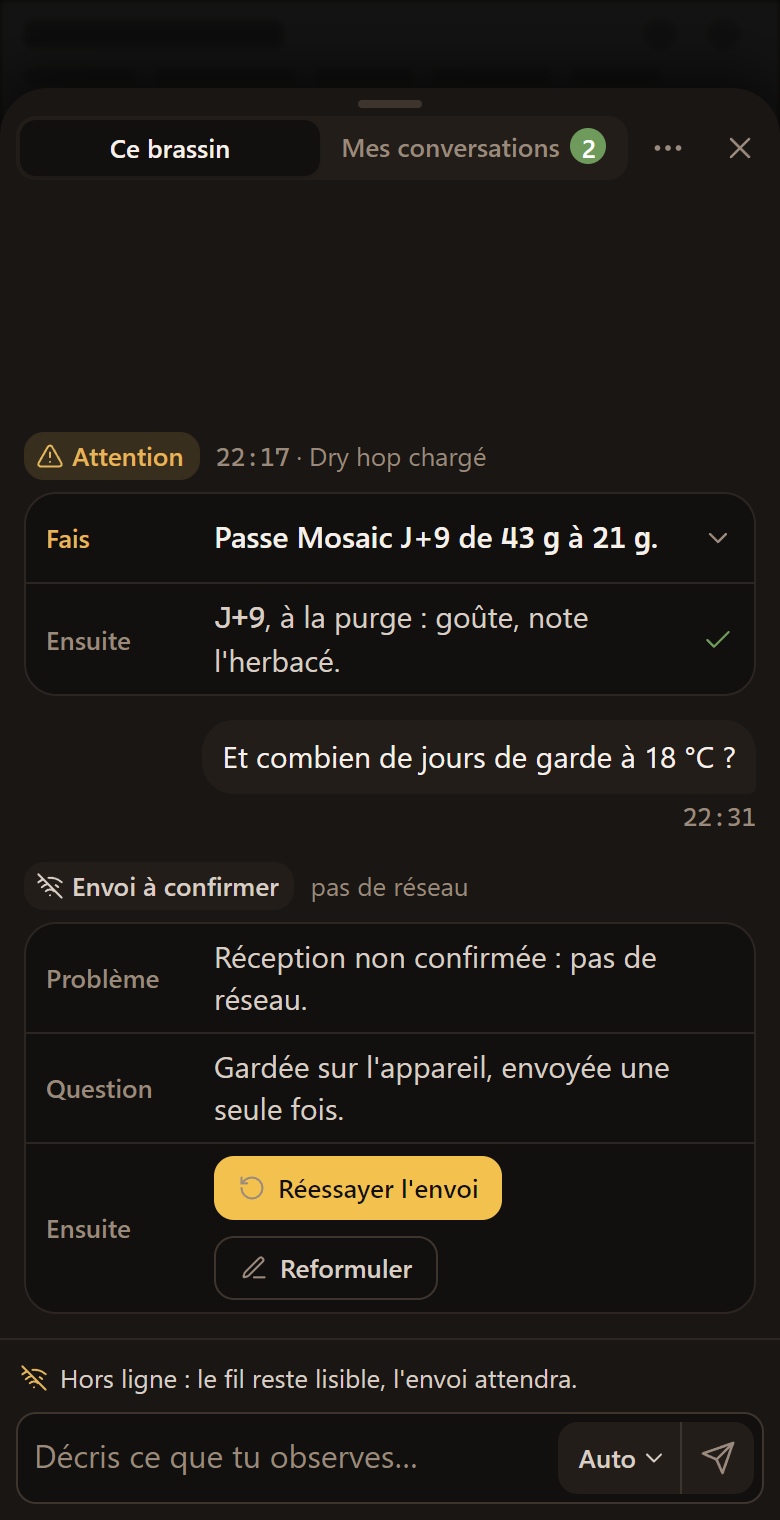 Ce brassin
Mes conversations 2
Attention 22:17 · Dry hop chargé
Fais
Passe Mosaic J+9 de 43 g à 21 g.
Ensuite
J+9, à la purge : goûte, note
l'herbacé.
Et combien de jours de garde à 18 °C ?
22:31
Envoi à confirmer pas de réseau
Problème
Réception non confirmée : pas de
réseau.
Question
Gardée sur l'appareil, envoyée une
seule fois.
Ensuite
Réessayer l'envoi
Reformuler
Hors ligne : le fil reste lisible, l'envoi attendra.
Décris ce que tu observes...
Auto